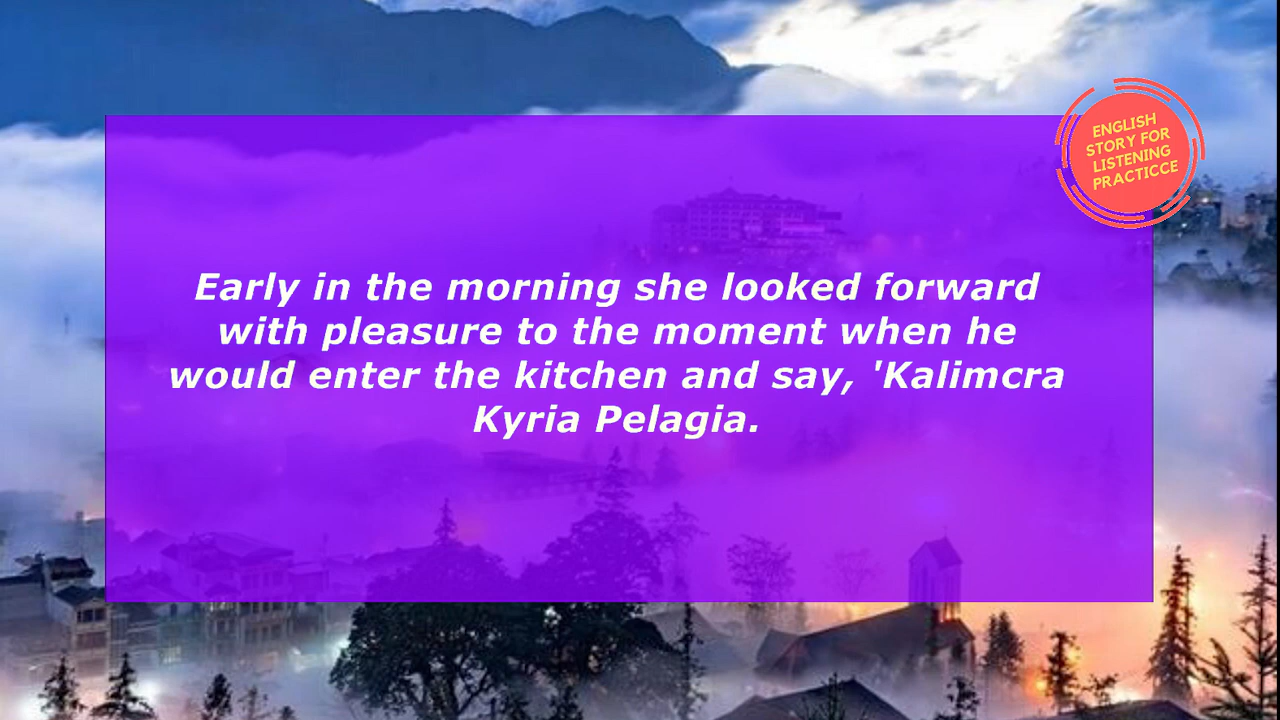 ENGLISH
STORY FOR
LISTENING
PRACTICCE
Early in the morning she looked forward
with pleasure to the moment when he
would enter the kitchen and say, 'Kalimcra
Kyria Pelagia.